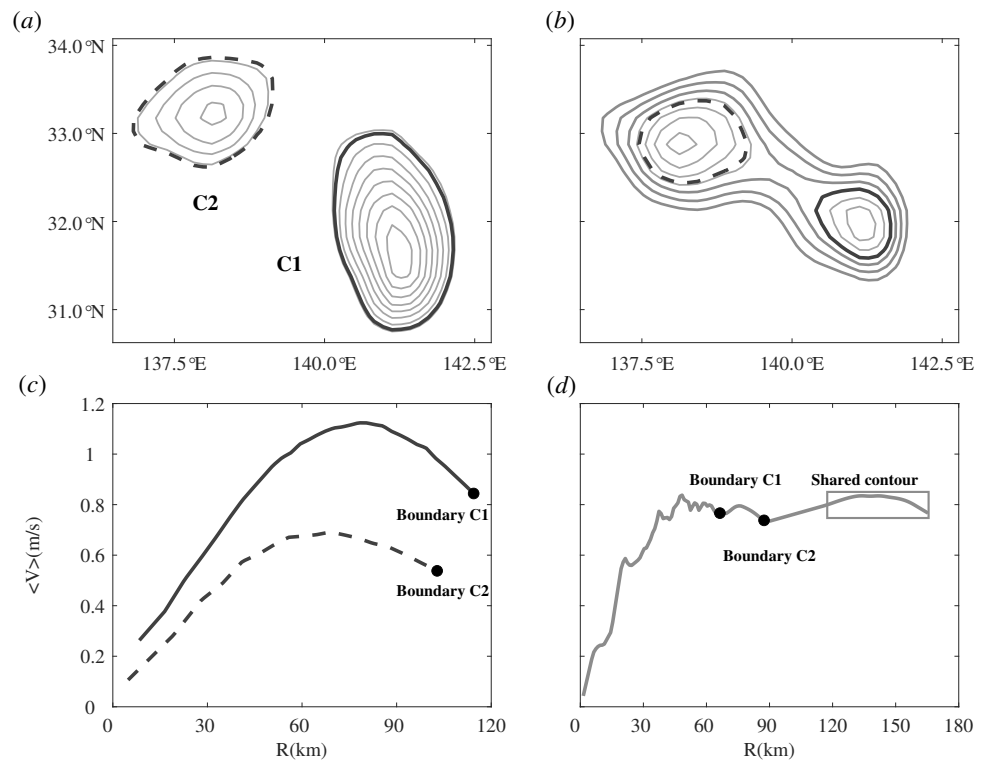 (a)
(b)
34.0°N
33.0°N
32.0°N
31.0°N
C2
C1
137.5°E 140.0°E 142.5°E
137.5°E 140.0°E 142.5°E
(c)
(d)
<V>(m/s)
1.2
1
0.8
0.6
0.4
0.2
0
Boundary C1
Boundary C2
0 30 60 90 120
R(km)
Boundary C1
Shared contour
Boundary C2
0 30 60 90 120 150 180
R(km)